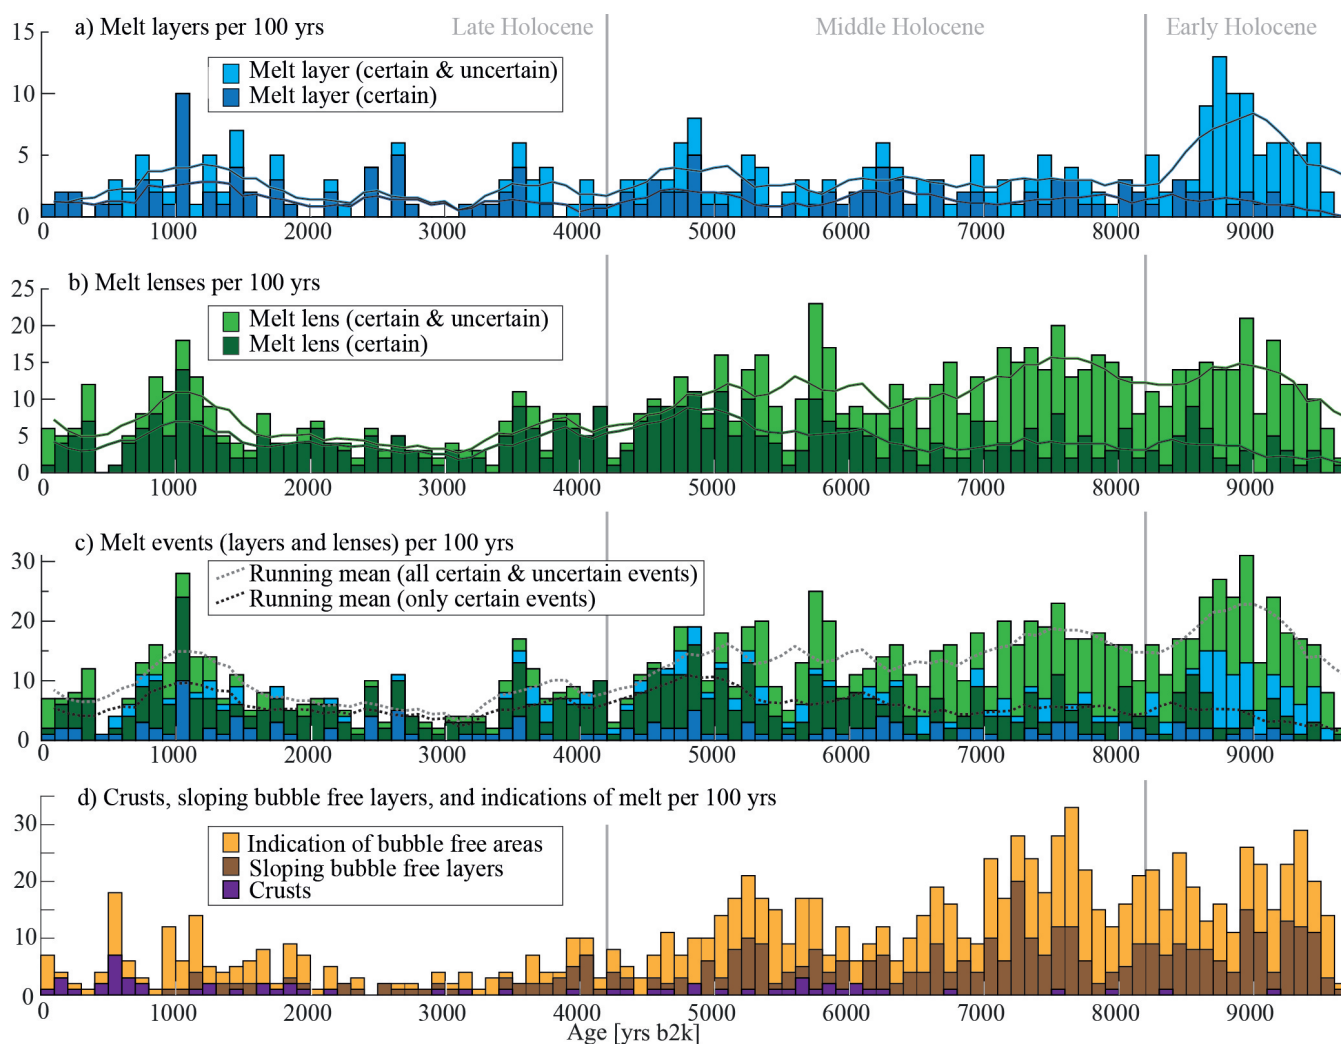 a) Melt layers per 100 yrs
Late Holocene
Middle Holocene
Early Holocene
Melt layer (certain & uncertain)
Melt layer (certain)
15
10
5
0
0 1000 2000 3000 4000 5000 6000 7000 8000 9000
b) Melt lenses per 100 yrs
Melt lens (certain & uncertain)
Melt lens (certain)
25
20
15
10
5
0
0 1000 2000 3000 4000 5000 6000 7000 8000 9000
c) Melt events (layers and lenses) per 100 yrs
Running mean (all certain & uncertain events)
Running mean (only certain events)
30
20
10
0
0 1000 2000 3000 4000 5000 6000 7000 8000 9000
d) Crusts, sloping bubble free layers, and indications of melt per 100 yrs
Indication of bubble free areas
Sloping bubble free layers
Crusts
30
20
10
0
0 1000 2000 3000 4000 5000 6000 7000 8000 9000
Age [yrs b2k]